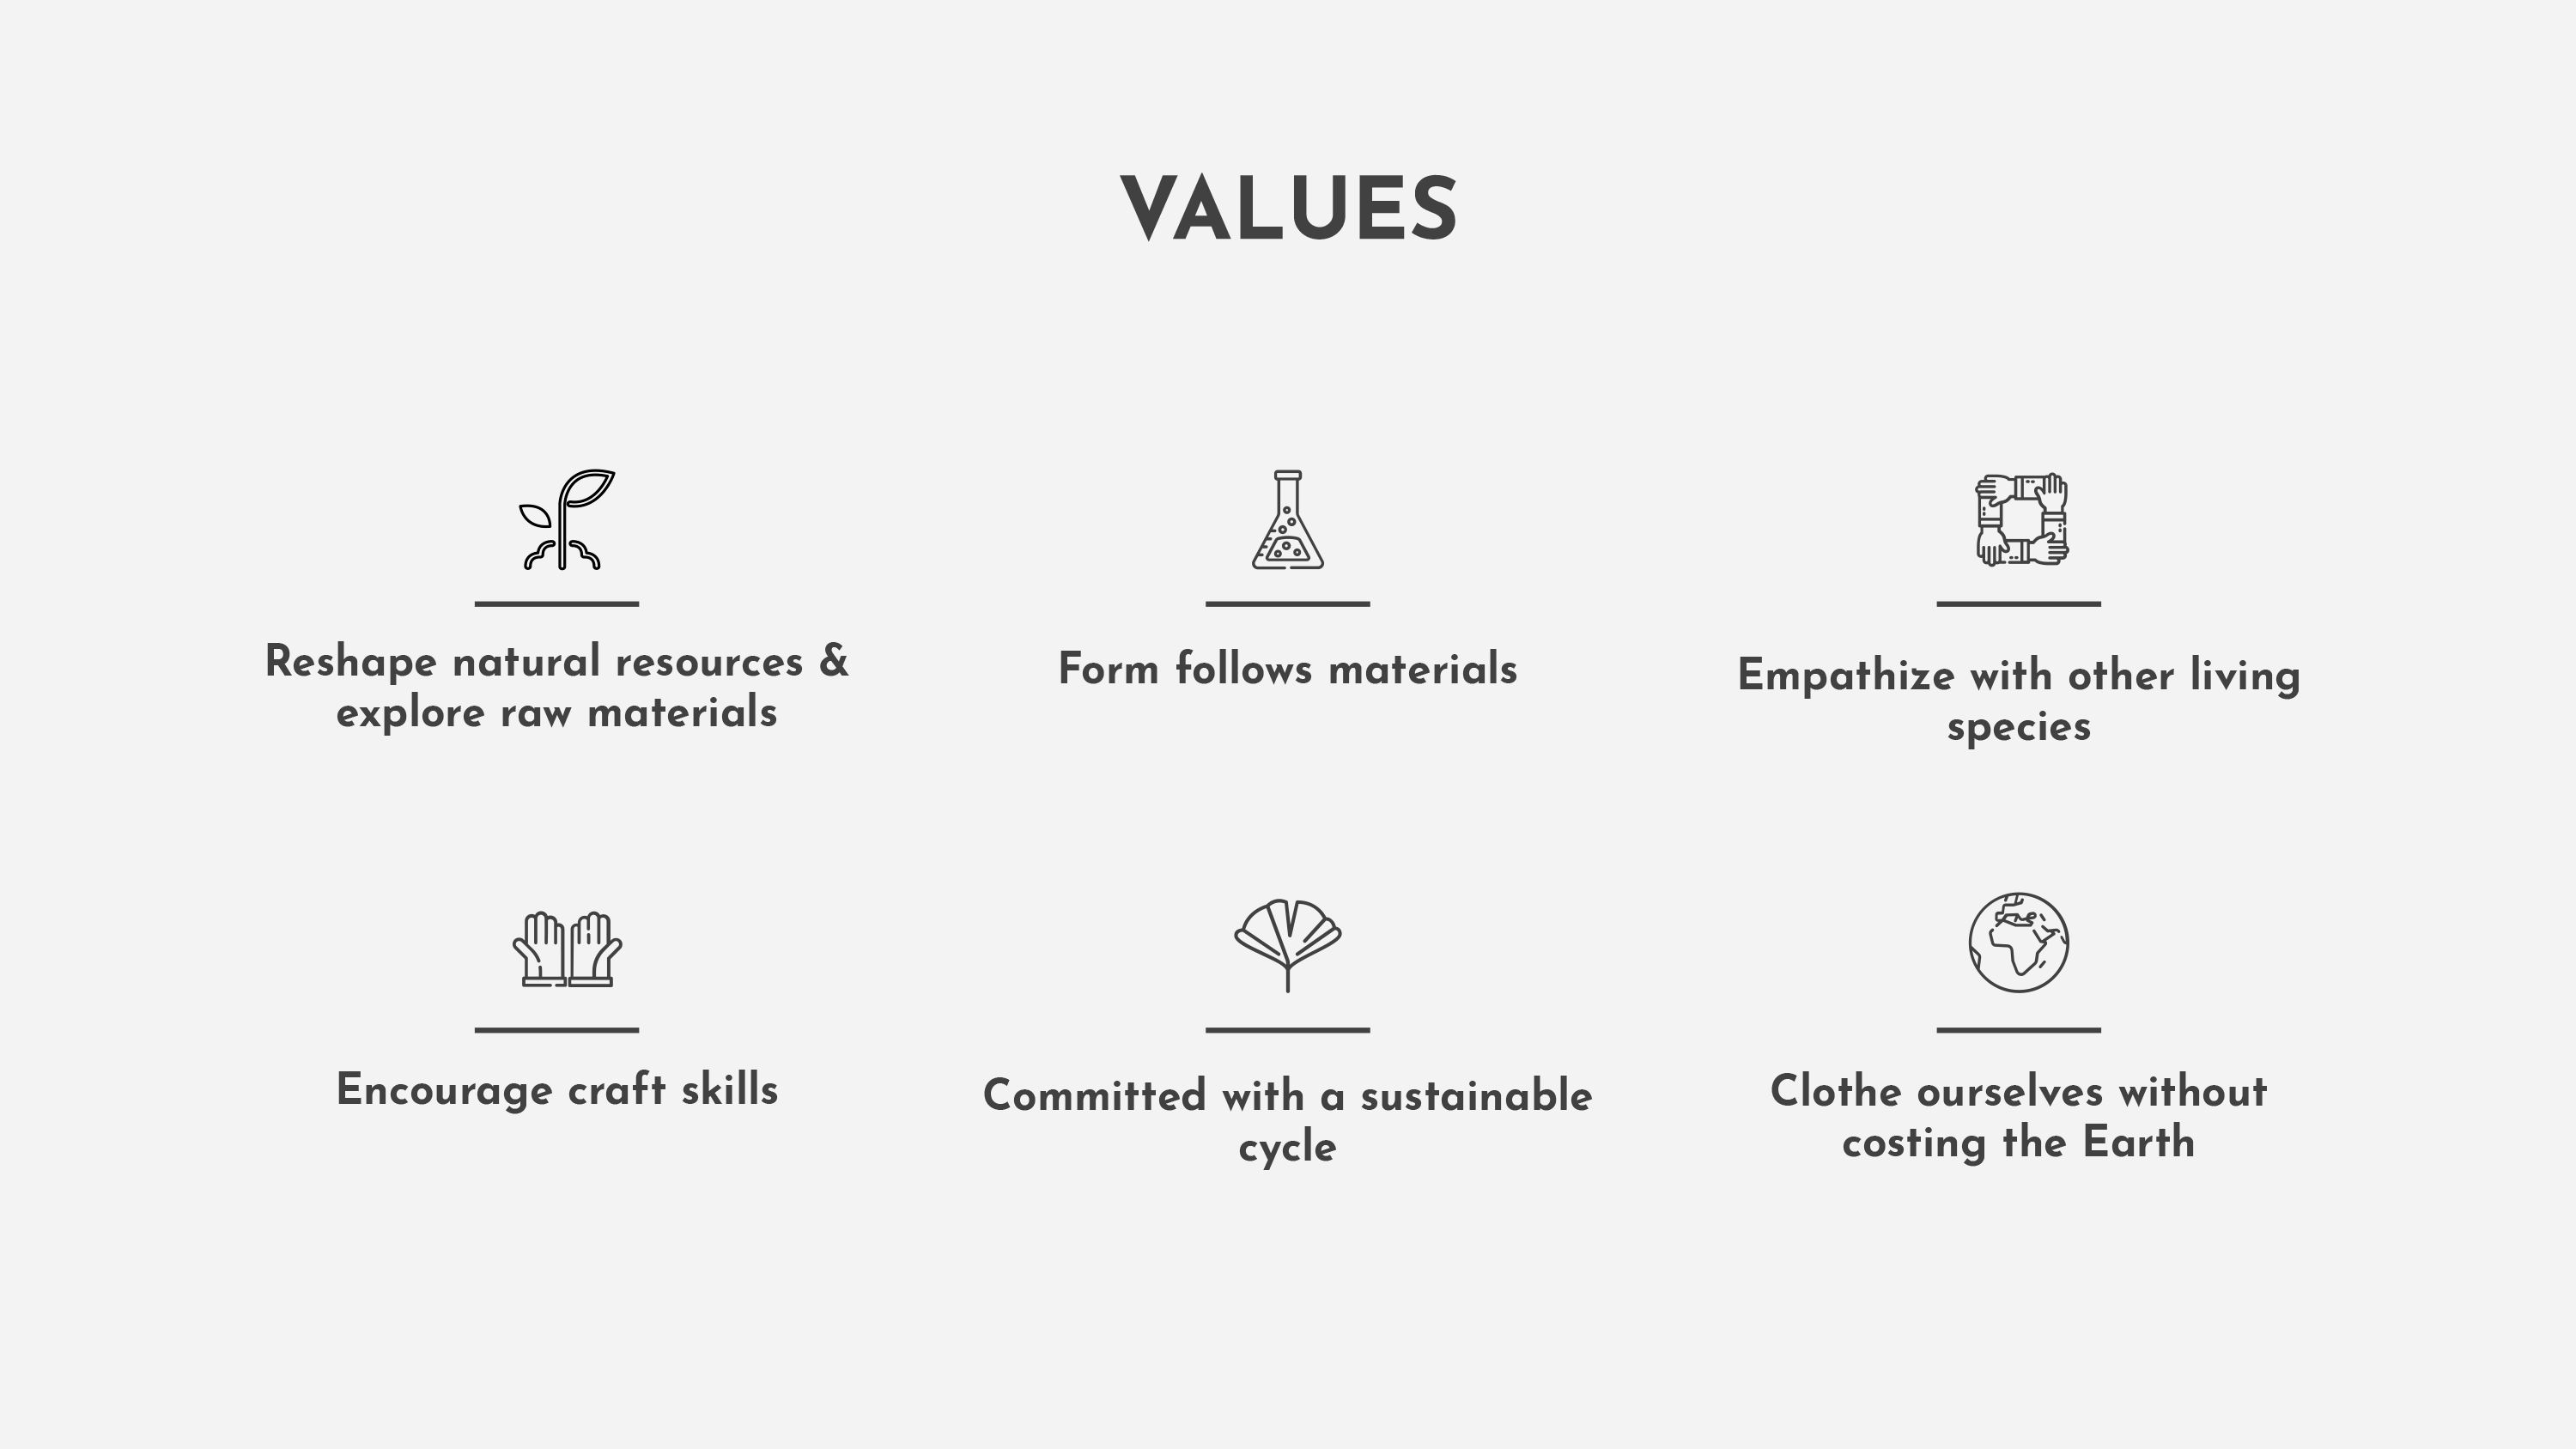 VALUES
Reshape natural resources &
explore raw materials
Form follows materials
Empathize with other living
species
Encourage craft skills
Committed with a sustainable
cycle
Clothe ourselves without
costing the Earth